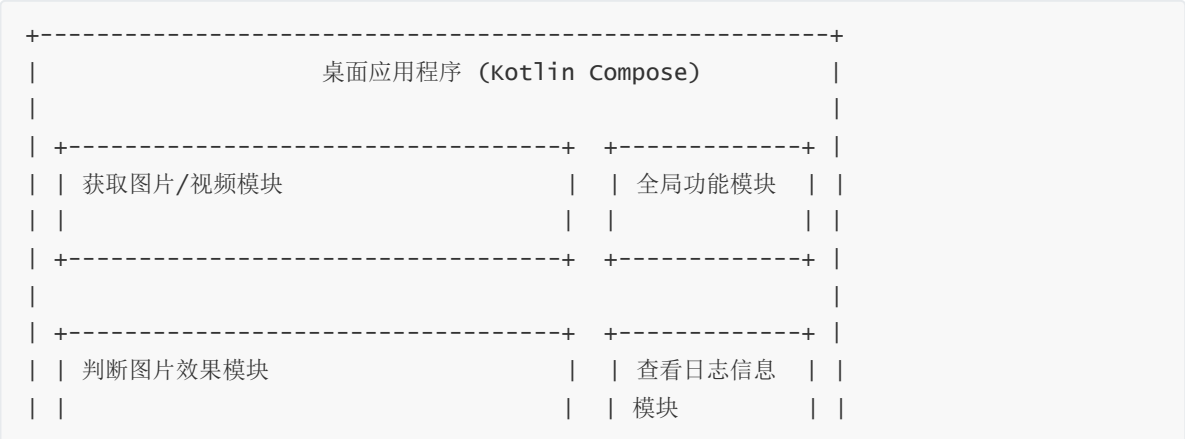 +--------------------------------------------------------+
|                    桌面应用程序 (Kotlin Compose)         |
|                                                        |
| +-----------------------------------+  +-------------+ |
| | 获取图片/视频模块                    |  | 全局功能模块  | |
| |                                   |  |             | |
| +-----------------------------------+  +-------------+ |
|                                                        |
| +-----------------------------------+  +-------------+ |
| | 判断图片效果模块                     |  | 查看日志信息  | |
| |                                   |  | 模块         | |